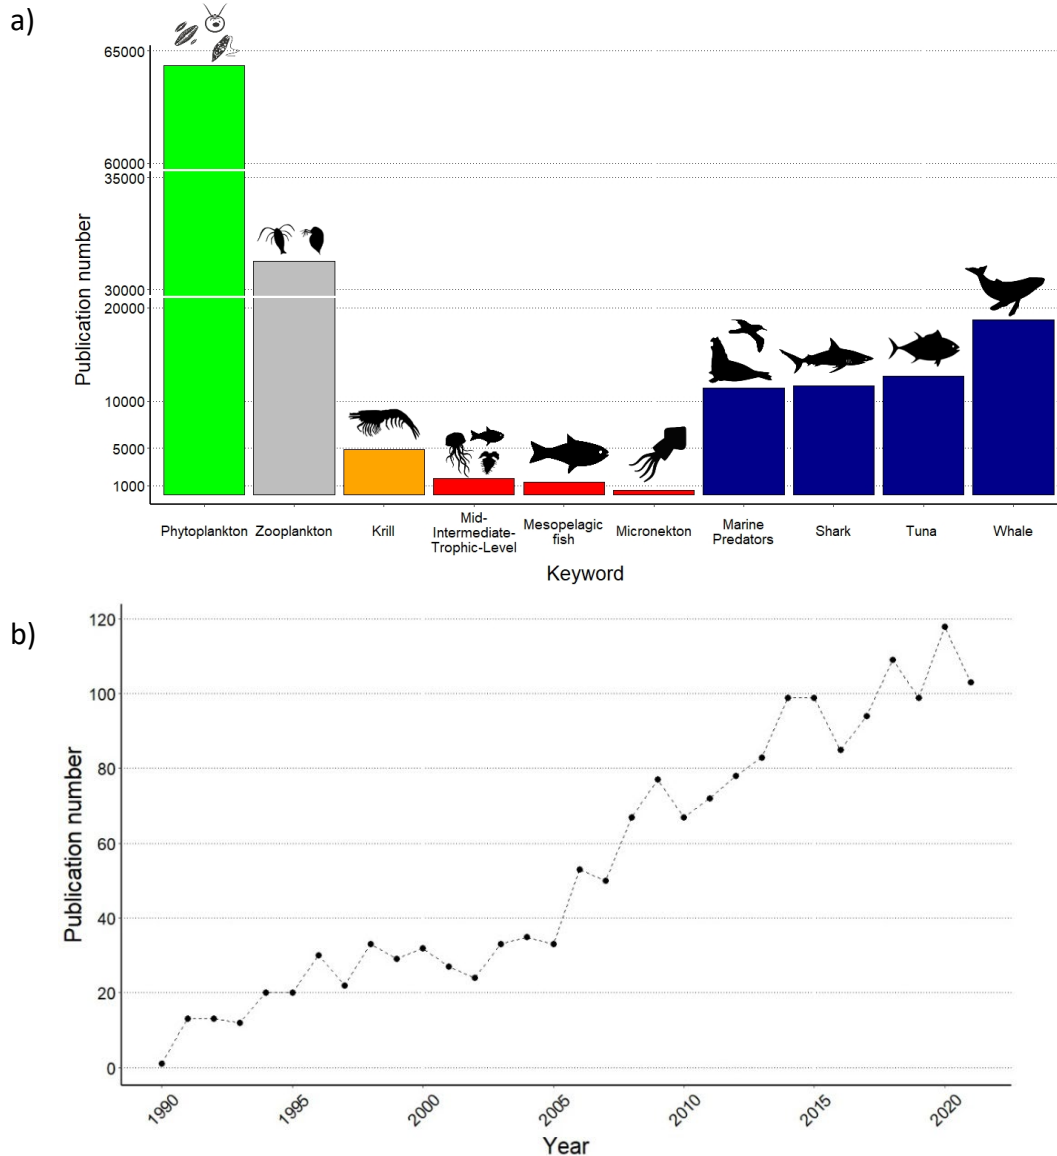 a)
65000
60000
35000
30000
20000
10000
5000
1000
Publication number
Phytoplankton
Zooplankton
Krill
Mid-
Intermediate-
Trophic-Level
Mesopelagic
fish
Micronekton
Marine
Predators
Shark
Tuna
Whale
Keyword
b)
120
100
80
60
40
20
0
Publication number
1990
1995
2000
2005
2010
2015
2020
Year